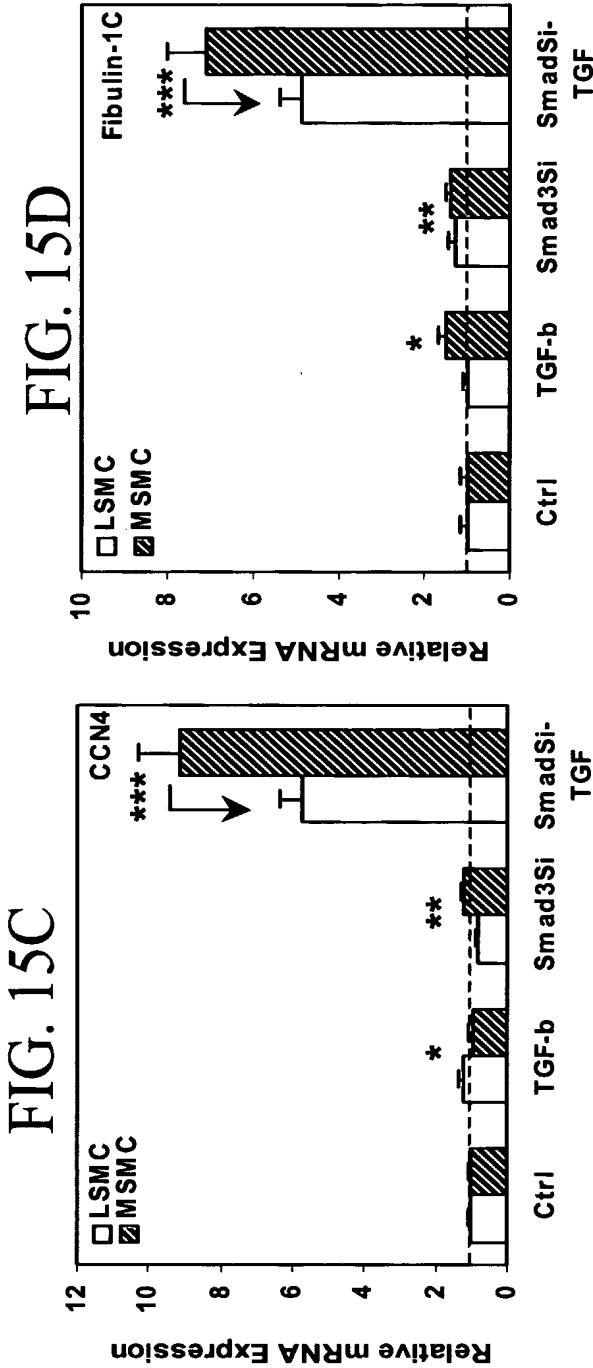 FIG. 15C
CCN4
LSMC
MSMC
***
**
*
12
10
8
6
4
2
0
Relative mRNA Expression
Ctrl
TGF-b
Smad3Si
SmadSi-
TGF
FIG. 15D
Fibulin-1C
LSMC
MSMC
***
**
*
10
8
6
4
2
0
Relative mRNA Expression
Ctrl
TGF-b
Smad3Si
SmadSi-
TGF